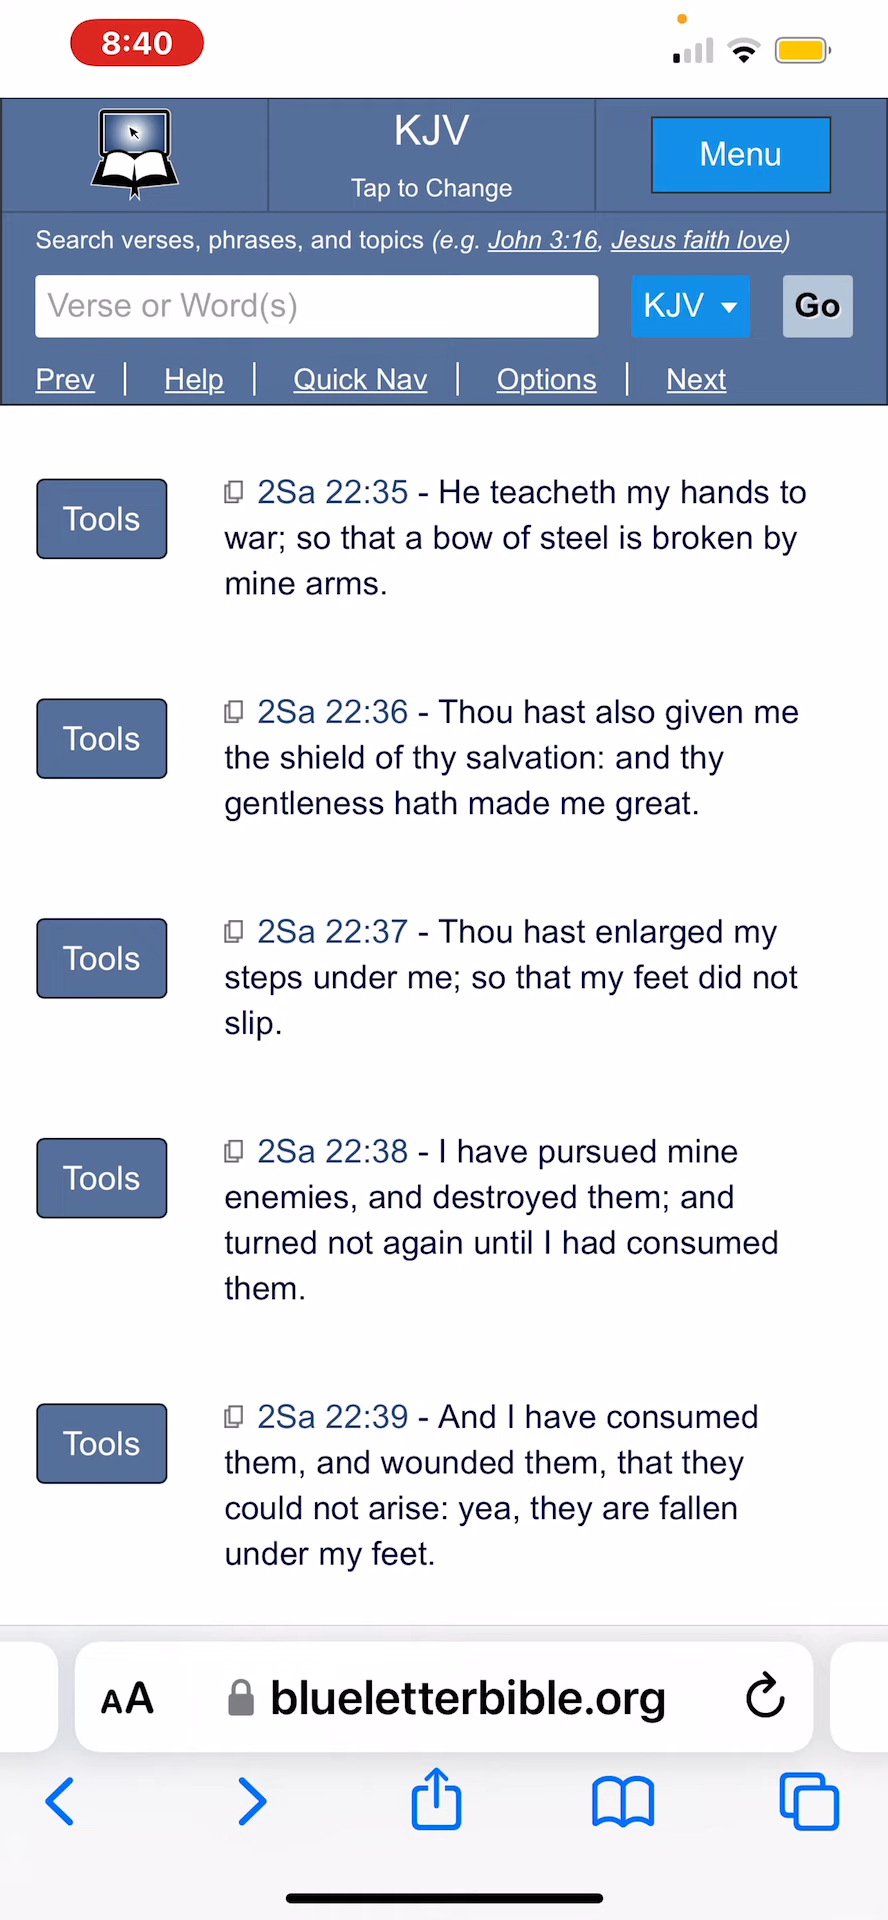 8:40
KJV
Tap to Change
Menu
Search verses, phrases, and topics (e.g. John 3:16, Jesus faith love)
Verse or Word(s)
KJV
Go
Prev | Help | Quick Nav | Options | Next
Tools
2Sa 22:35 - He teacheth my hands to
war; so that a bow of steel is broken by
mine arms.
Tools
2Sa 22:36 - Thou hast also given me
the shield of thy salvation: and thy
gentleness hath made me great.
Tools
2Sa 22:37 - Thou hast enlarged my
steps under me; so that my feet did not
slip.
Tools
2Sa 22:38 - I have pursued mine
enemies, and destroyed them; and
turned not again until I had consumed
them.
Tools
2Sa 22:39 - And I have consumed
them, and wounded them, that they
could not arise: yea, they are fallen
under my feet.
AA
blueletterbible.org